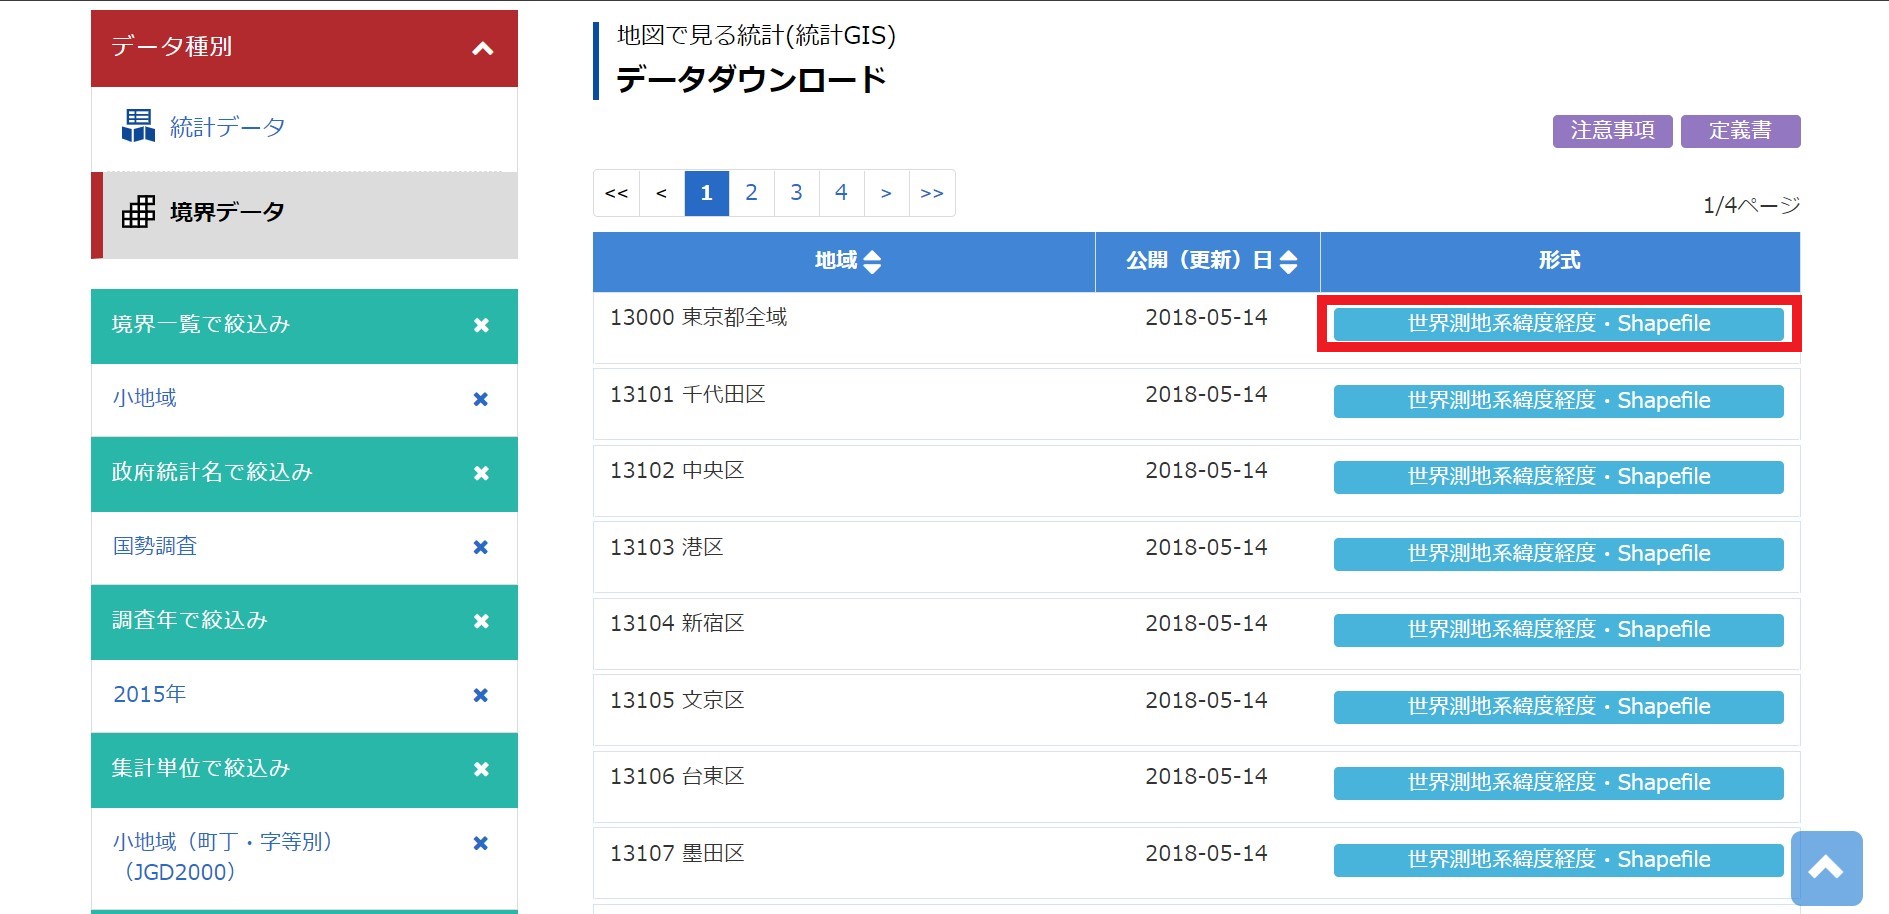 データ種別
統計データ
境界データ
境界一覧で絞込み
小地域
政府統計名で絞込み
国勢調査
調査年で絞込み
2015年
集計単位で絞込み
小地域（町丁・字等別）
（JGD2000）
地図で見る統計(統計GIS)
データダウンロード
注意事項 定義書
<< < 1 2 3 4 > >>
1/4ページ
地域 公開（更新）日 形式
13000 東京都全域 2018-05-14 世界測地系緯度経度・Shapefile
13101 千代田区 2018-05-14 世界測地系緯度経度・Shapefile
13102 中央区 2018-05-14 世界測地系緯度経度・Shapefile
13103 港区 2018-05-14 世界測地系緯度経度・Shapefile
13104 新宿区 2018-05-14 世界測地系緯度経度・Shapefile
13105 文京区 2018-05-14 世界測地系緯度経度・Shapefile
13106 台東区 2018-05-14 世界測地系緯度経度・Shapefile
13107 墨田区 2018-05-14 世界測地系緯度経度・Shapefile